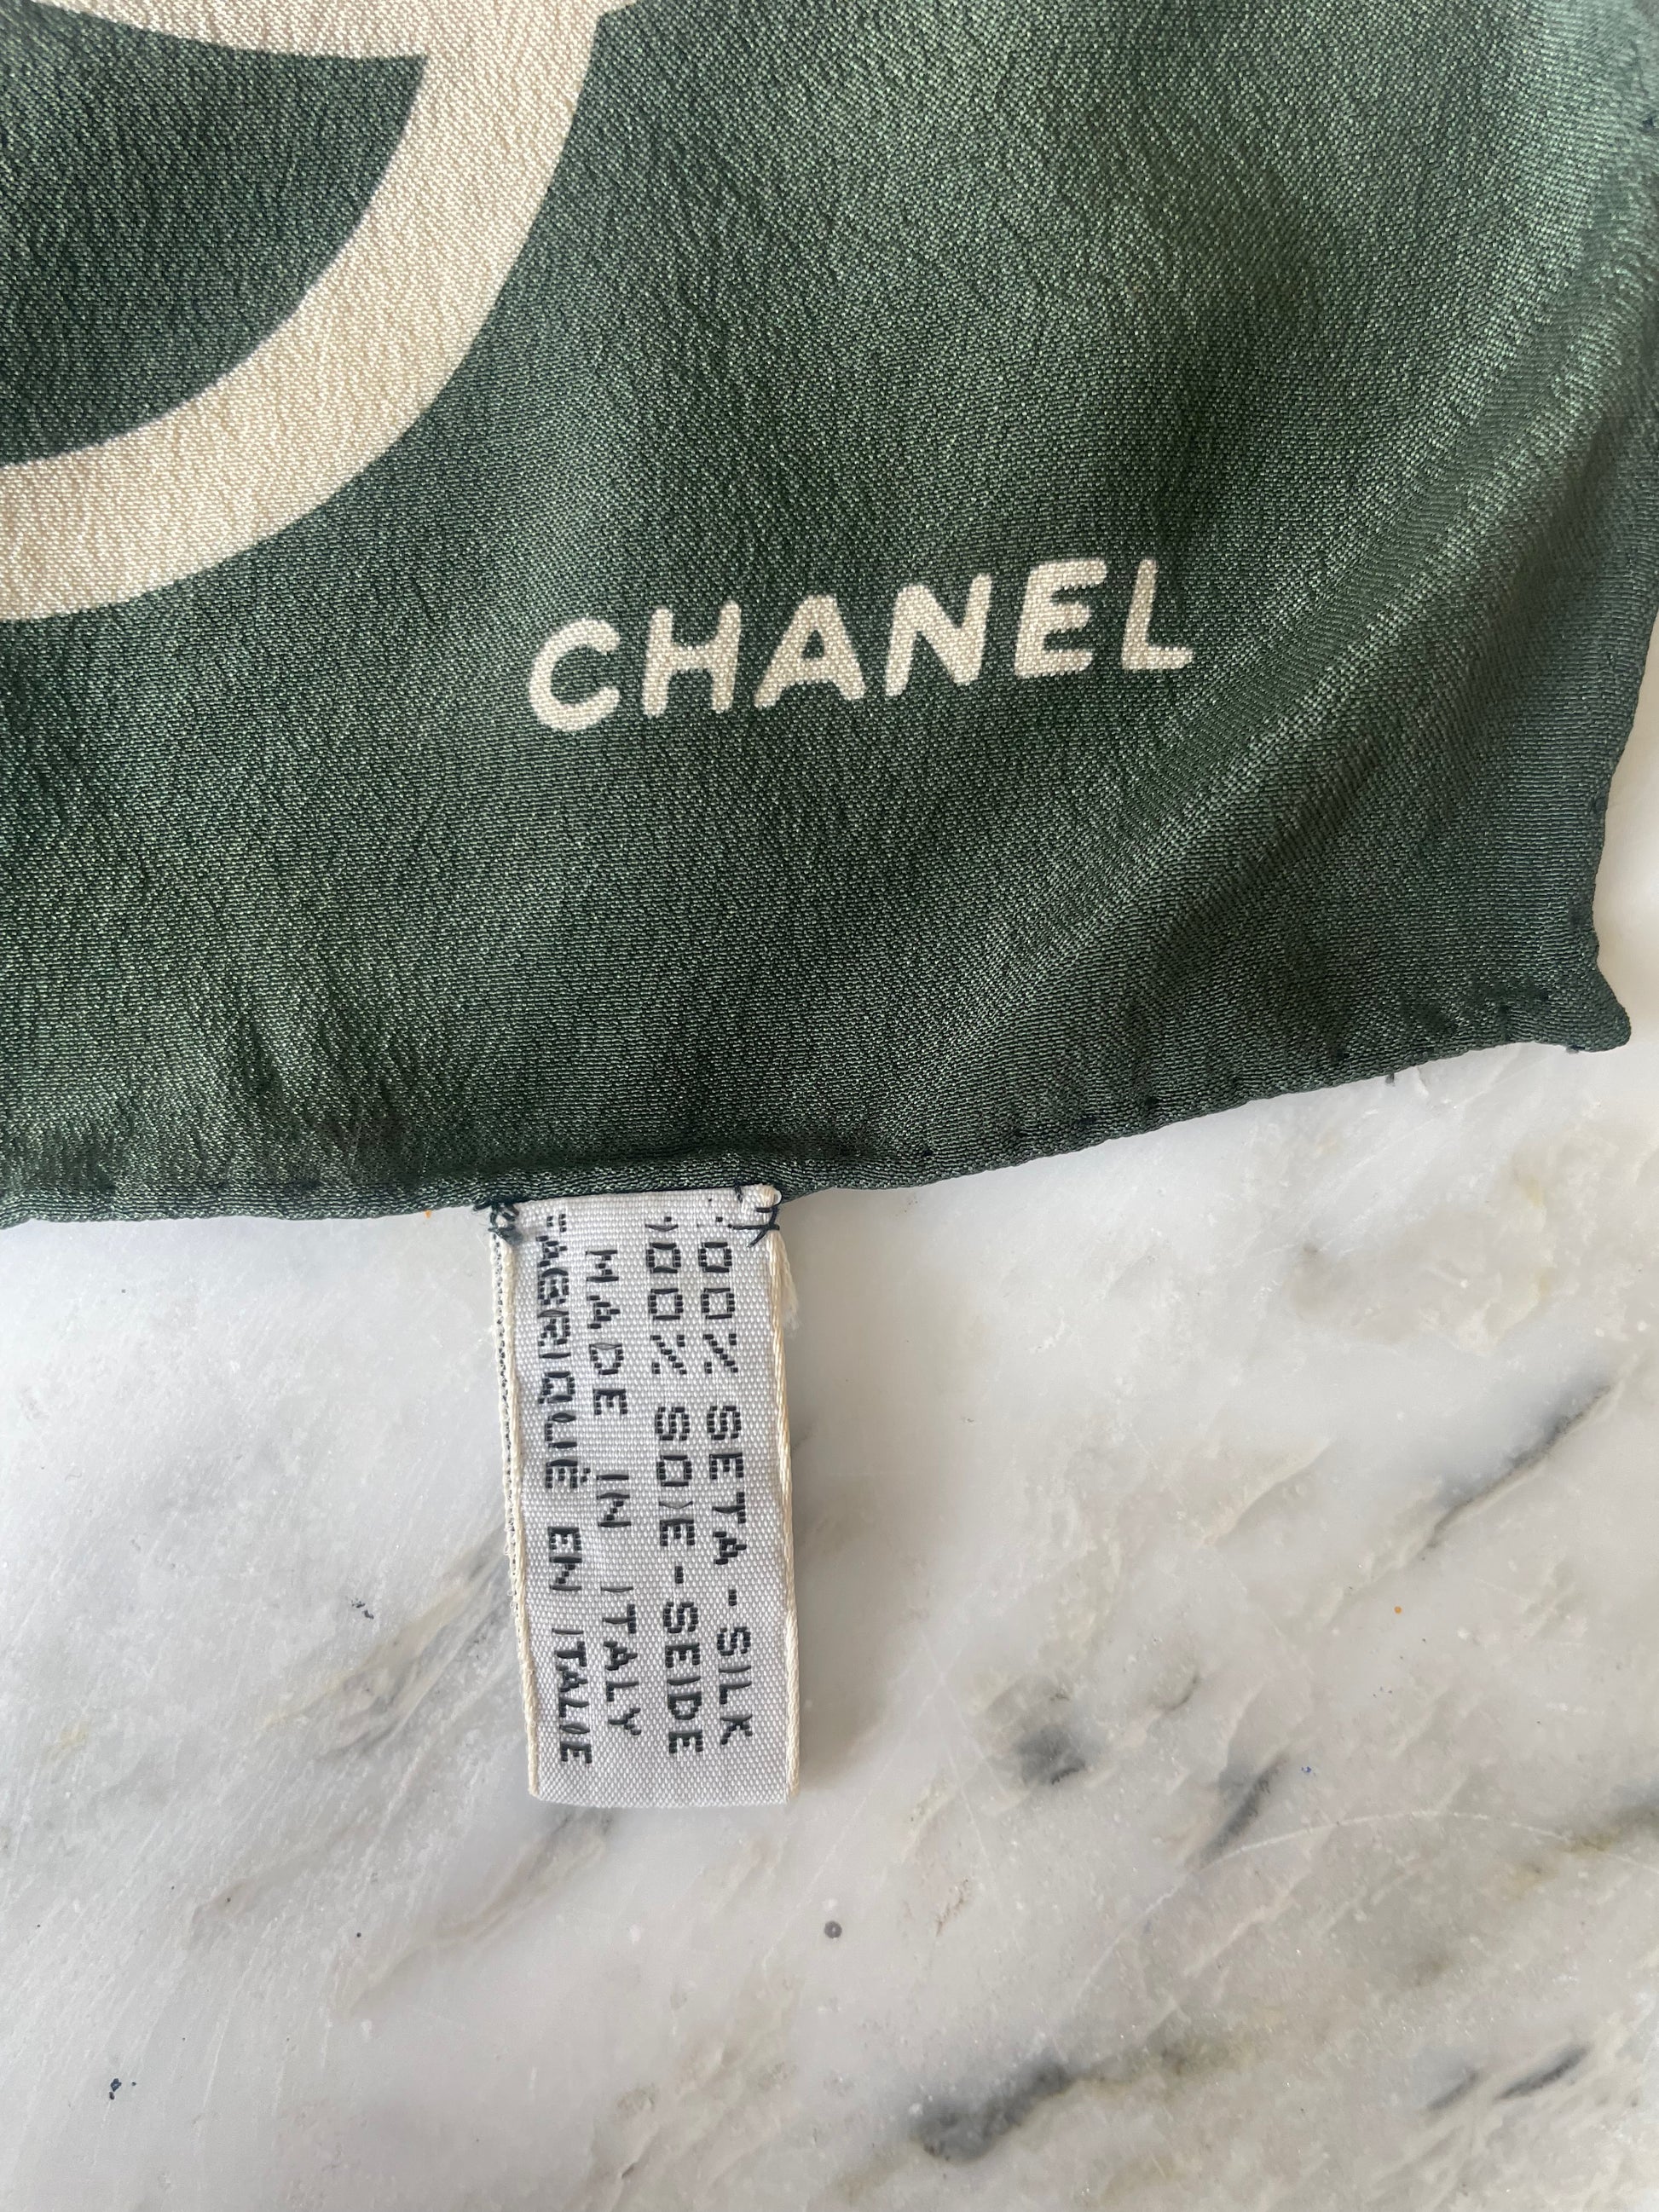 CHANEL
100% SETA-SILK
100% SOIE-SEIDE
MADE IN ITALY
FABRIQUÉ EN ITALIE